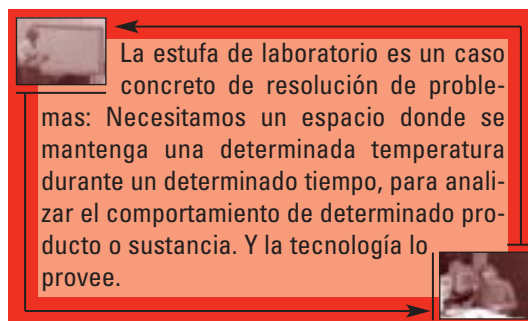 La estufa de laboratorio es un caso
concreto de resolución de proble-
mas: Necesitamos un espacio donde se
mantenga una determinada temperatura
durante un determinado tiempo, para anali-
zar el comportamiento de determinado pro-
ducto o sustancia. Y la tecnología lo
provee.